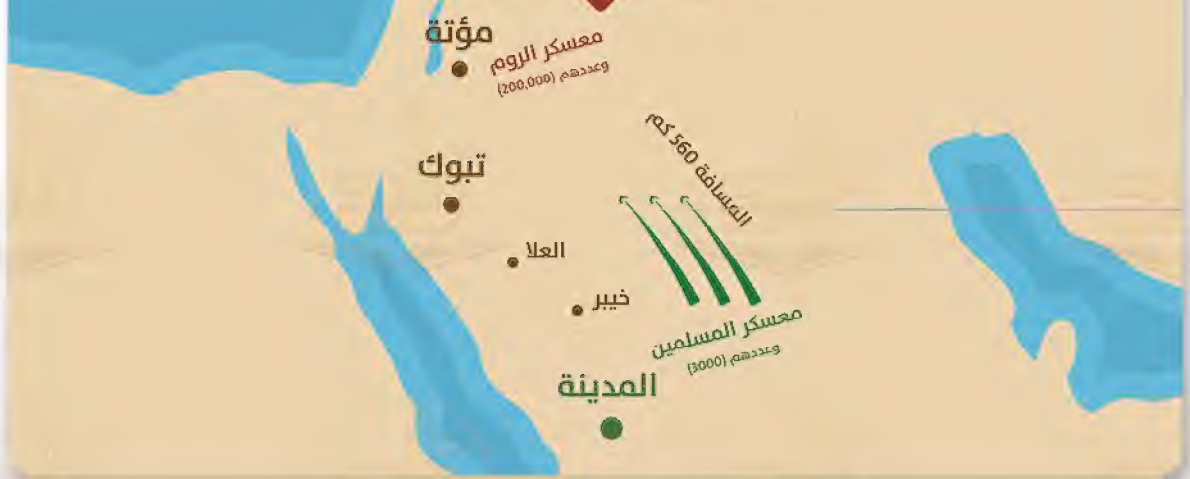 مؤتة
معسكر الروم
وعددهم (200,000)
المسافة 560 كم
تبوك
العلا
خيبر
معسكر المسلمين
وعددهم (3000)
المدينة